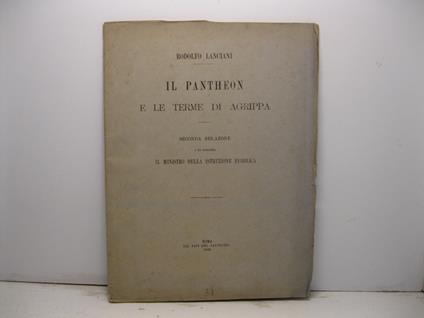 RODOLFO LANCIANI
IL PANTHEON
E LE TERME DI AGRIPPA
SECONDA RELAZIONE
IL MINISTRO DELLA ISTRUZIONE PUBBLICA
ROMA